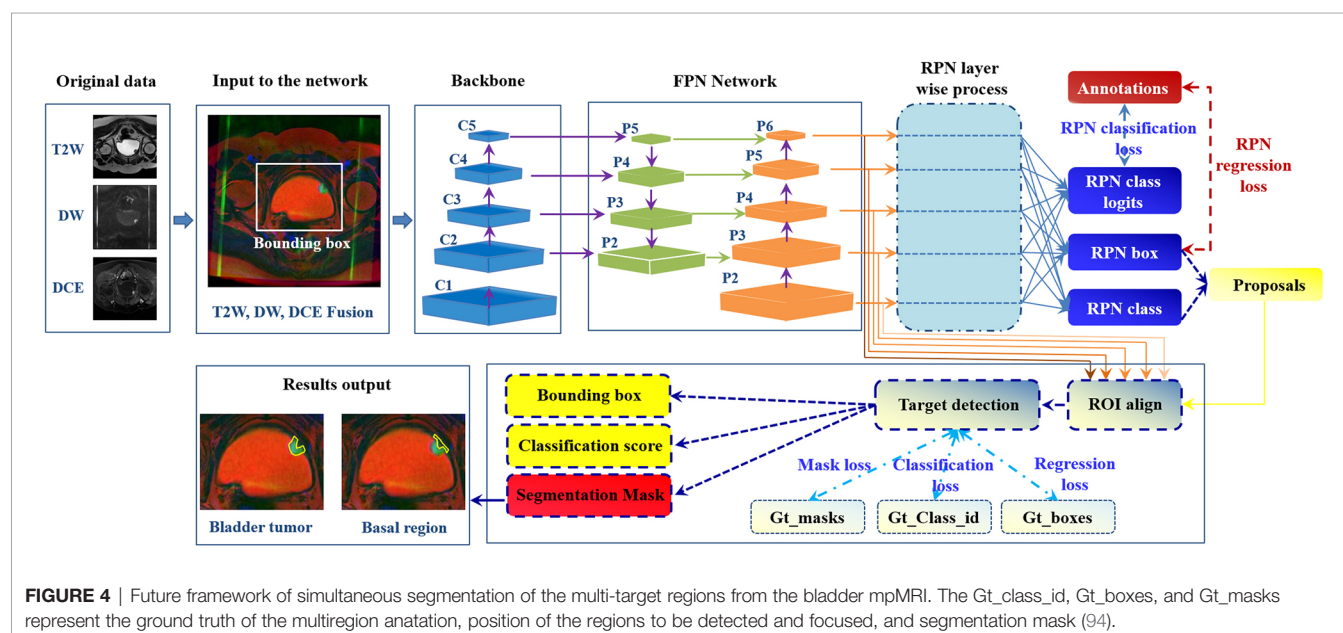 Original data
T2W
DW
DCE
Input to the network
Bounding box
T2W, DW, DCE Fusion
Backbone
C5
C4
C3
C2
C1
FPN Network
P5
P4
P3
P2
P6
P5
P4
P3
P2
RPN layer
wise process
Annotations
RPN classification
loss
RPN
regression
loss
RPN class
logits
RPN box
RPN class
Proposals
Results output
Bladder tumor
Basal region
Bounding box
Classification score
Segmentation Mask
Target detection
ROI align
Mask loss
Classification
loss
Regression
loss
Gt_masks
Gt_Class_id
Gt_boxes
FIGURE 4 | Future framework of simultaneous segmentation of the multi-target regions from the bladder mpMRI. The Gt_class_id, Gt_boxes, and Gt_masks
represent the ground truth of the multiregion anatation, position of the regions to be detected and focused, and segmentation mask (94).